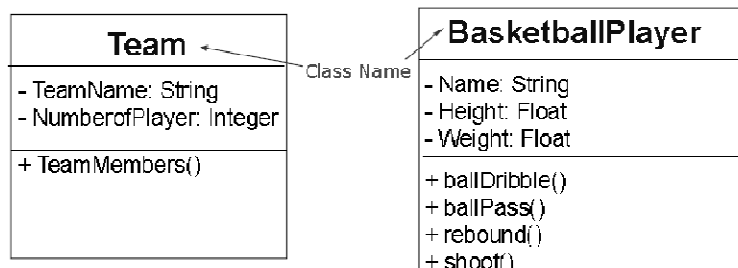 Team
- TeamName: String
- NumberofPlayer: Integer
+ TeamMembers()
Class Name
BasketballPlayer
- Name: String
- Height: Float
- Weight: Float
+ ballDribble()
+ ballPass()
+ rebound()
+ shoot()